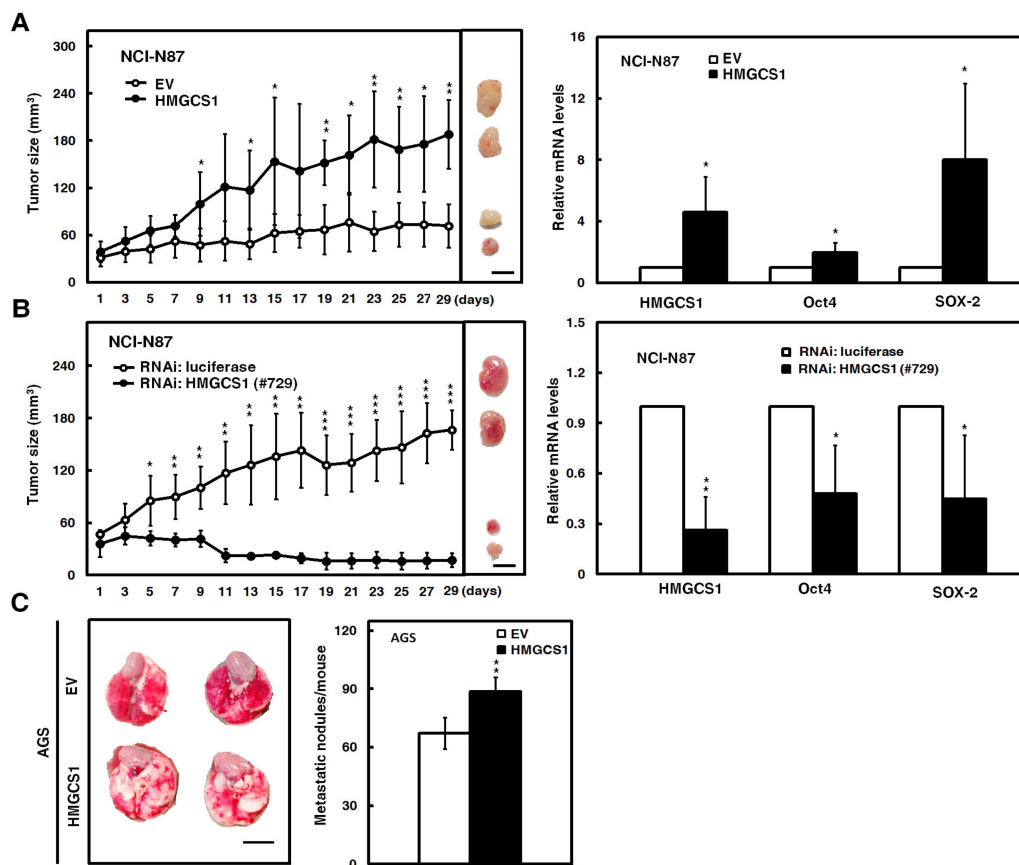 A
300
240
180
120
60
0
Tumor size (mm3)
NCI-N87
EV
HMGCS1
* * * ** * ** ** * **
1 3 5 7 9 11 13 15 17 19 21 23 25 27 29 (days)
16
12
8
4
0
Relative mRNA levels
NCI-N87
EV
HMGCS1
* * *
HMGCS1 Oct4 SOX-2
B
240
180
120
60
0
Tumor size (mm3)
NCI-N87
RNAi: luciferase
RNAi: HMGCS1 (#729)
* ** ** ** ** ** ** *** *** *** *** *** ***
1 3 5 7 9 11 13 15 17 19 21 23 25 27 29 (days)
1.5
1.2
0.9
0.6
0.3
0.0
Relative mRNA levels
NCI-N87
RNAi: luciferase
RNAi: HMGCS1 (#729)
** * *
HMGCS1 Oct4 SOX-2
C
AGS
EV
HMGCS1
120
90
60
30
0
Metastatic nodules/mouse
AGS
EV
HMGCS1
**